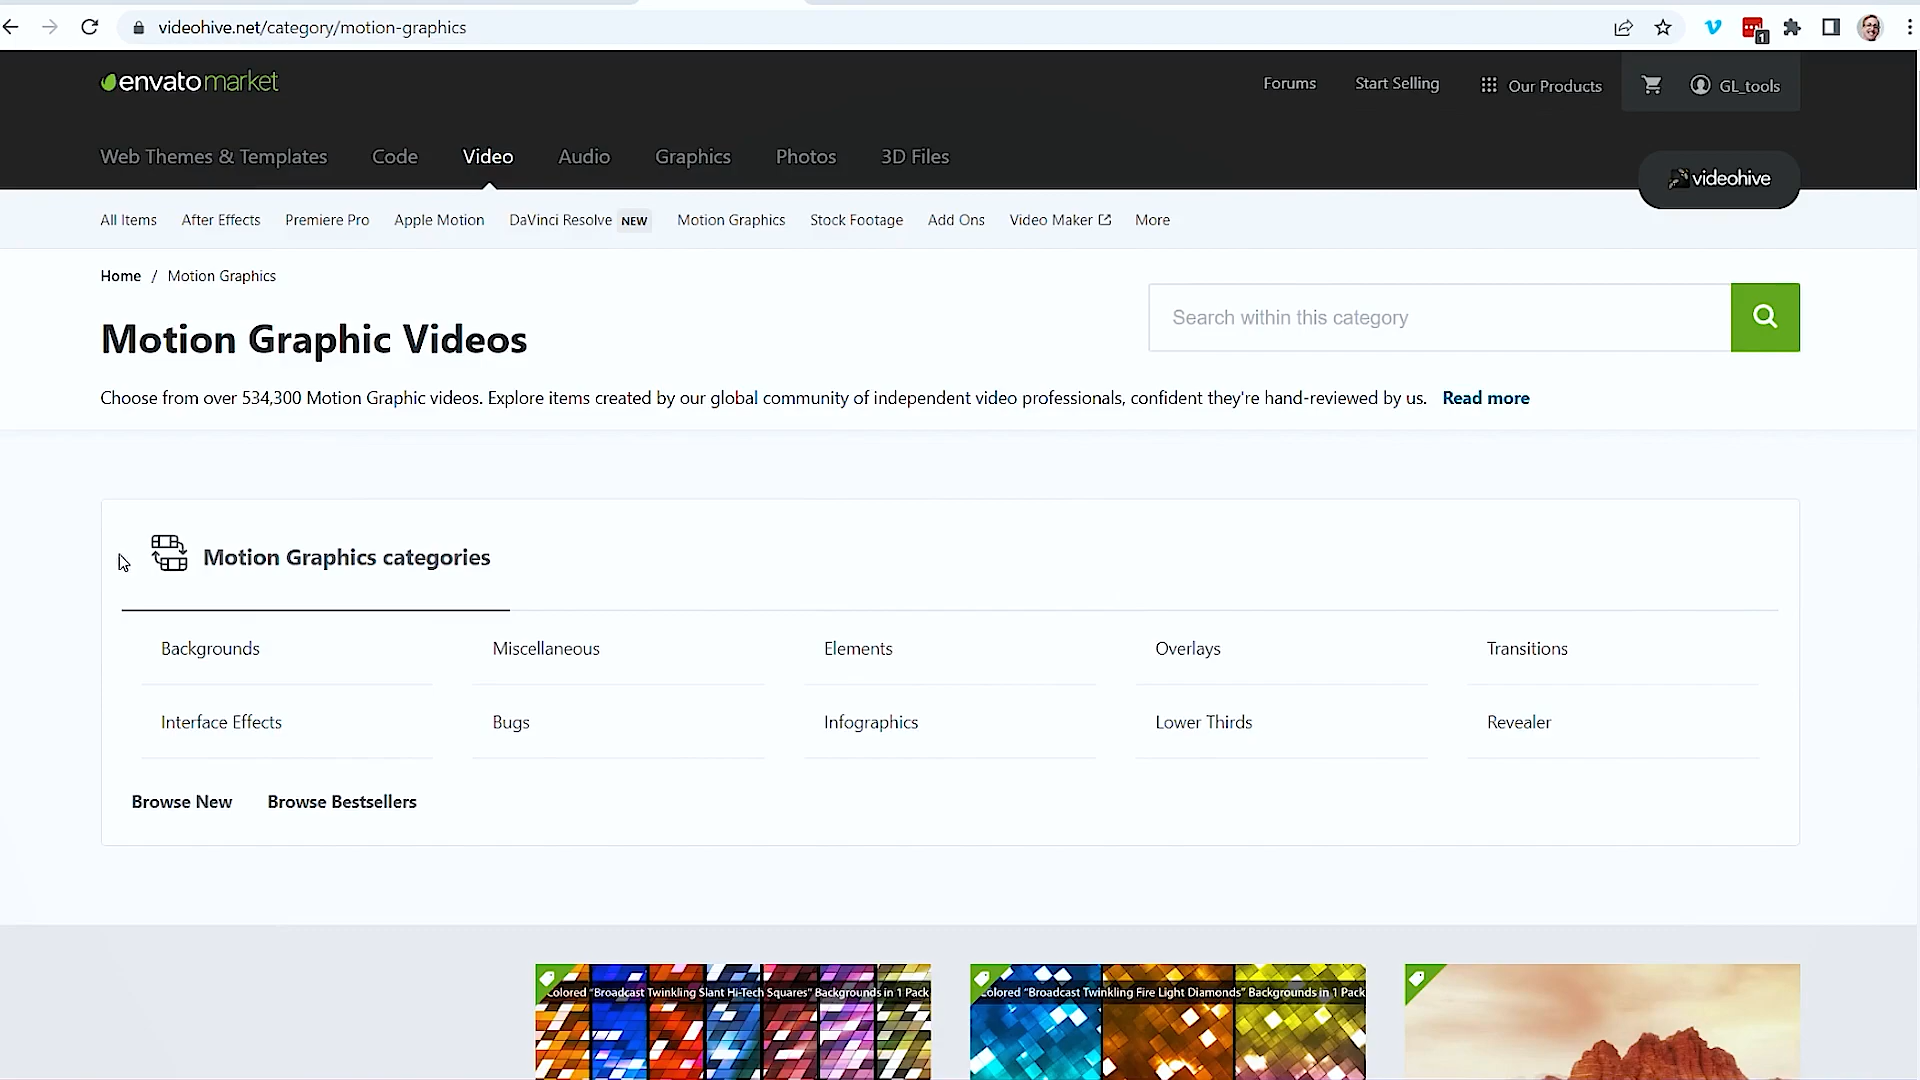 videohive.net/category/motion-graphics
1
envatomarket
Forums
Start Selling
Our Products
GL_tools
Web Themes & Templates
Code
Video
Audio
Graphics
Photos
3D Files
videohive
All Items
After Effects
Premiere Pro
Apple Motion
DaVinci Resolve NEW
Motion Graphics
Stock Footage
Add Ons
Video Maker
More
Home / Motion Graphics
Motion Graphic Videos
Search within this category
Choose from over 534,300 Motion Graphic videos. Explore items created by our global community of independent video professionals, confident they're hand-reviewed by us. Read more
Motion Graphics categories
Backgrounds
Miscellaneous
Elements
Overlays
Transitions
Interface Effects
Bugs
Infographics
Lower Thirds
Revealer
Browse New
Browse Bestsellers
Colored “Broadcast Twinkling Slant Hi-Tech Squares” Backgrounds in 1 Pack
Colored “Broadcast Twinkling Fire Light Diamonds” Backgrounds in 1 Pack